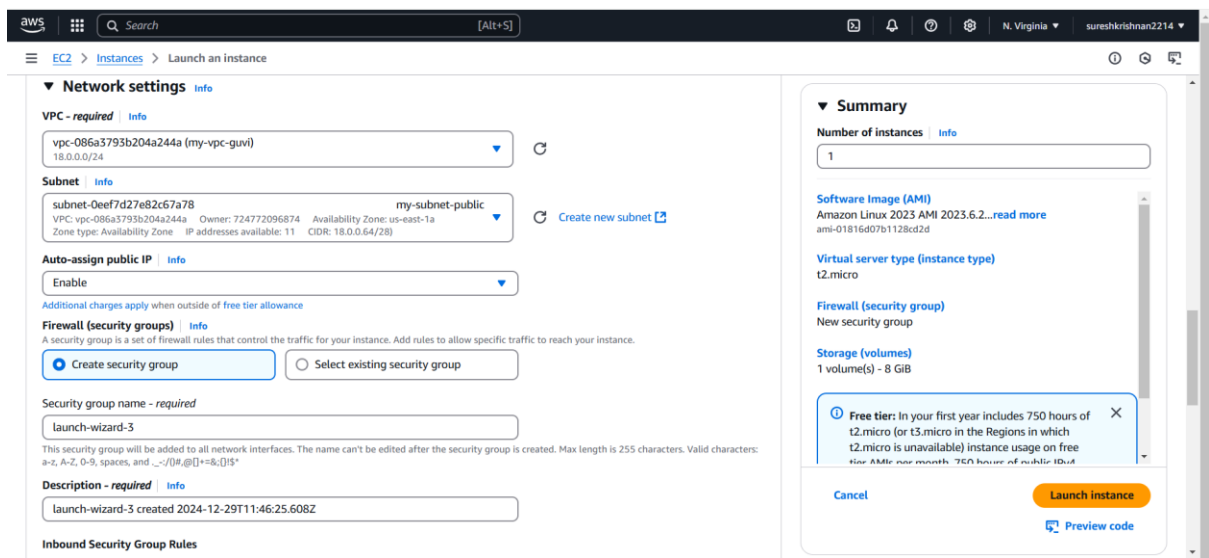 aws
Search
[Alt+S]
N. Virginia
sureshkrishnan2214
EC2 > Instances > Launch an instance
Network settings Info
VPC - required Info
vpc-086a3793b204a244a (my-vpc-guvi)
18.0.0.0/24
Subnet Info
subnet-0eef7d27e82c67a78 my-subnet-public
VPC: vpc-086a3793b204a244a Owner: 724772096874 Availability Zone: us-east-1a
Zone type: Availability Zone IP addresses available: 11 CIDR: 18.0.0.64/28)
Create new subnet
Auto-assign public IP Info
Enable
Additional charges apply when outside of free tier allowance
Firewall (security groups) Info
A security group is a set of firewall rules that control the traffic for your instance. Add rules to allow specific traffic to reach your instance.
Create security group
Select existing security group
Security group name - required
launch-wizard-3
This security group will be added to all network interfaces. The name can't be edited after the security group is created. Max length is 255 characters. Valid characters:
a-z, A-Z, 0-9, spaces, and ._-:/()#,@[]+=&;{}!$*
Description - required Info
launch-wizard-3 created 2024-12-29T11:46:25.608Z
Inbound Security Group Rules
Summary
Number of instances Info
1
Software Image (AMI)
Amazon Linux 2023 AMI 2023.6.2...read more
ami-01816d07b1128cd2d
Virtual server type (instance type)
t2.micro
Firewall (security group)
New security group
Storage (volumes)
1 volume(s) - 8 GiB
Free tier: In your first year includes 750 hours of
t2.micro (or t3.micro in the Regions in which
t2.micro is unavailable) instance usage on free
tier AMIs per month, 750 hours of public IPv4
Cancel
Launch instance
Preview code